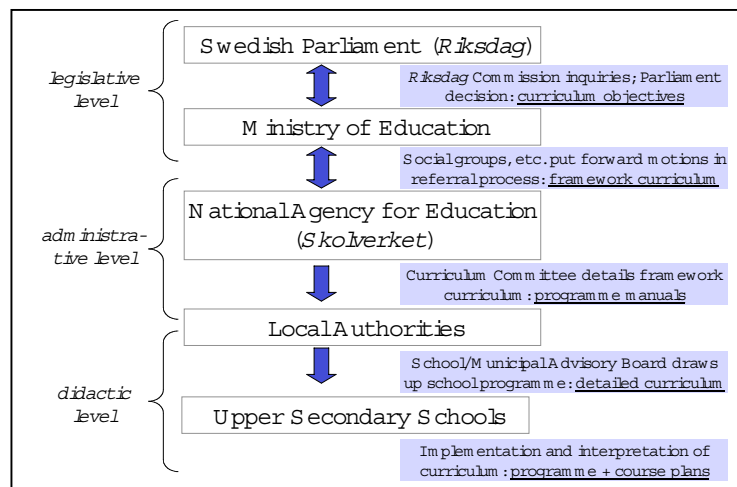 Swedish Parliament (Riksdag)
legislative
level
Riksdag Commission inquiries; Parliament
decision: curriculum objectives
Ministry of Education
Social groups, etc. put forward motions in
referral process: framework curriculum
National Agency for Education
(Skolverket)
administra-
tive level
Curriculum Committee details framework
curriculum: programme manuals
Local Authorities
School/Municipal Advisory Board draws
up school programme: detailed curriculum
didactic
level
Upper Secondary Schools
Implementation and interpretation of
curriculum: programme + course plans